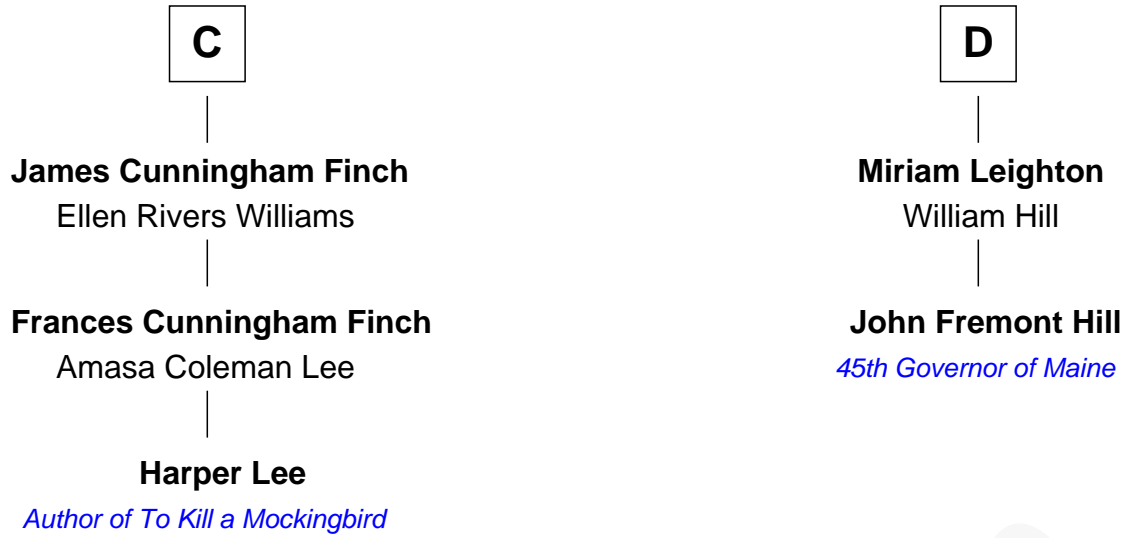 C
James Cunningham Finch
Ellen Rivers Williams
Frances Cunningham Finch
Amasa Coleman Lee
Harper Lee
Author of To Kill a Mockingbird
D
Miriam Leighton
William Hill
John Fremont Hill
45th Governor of Maine